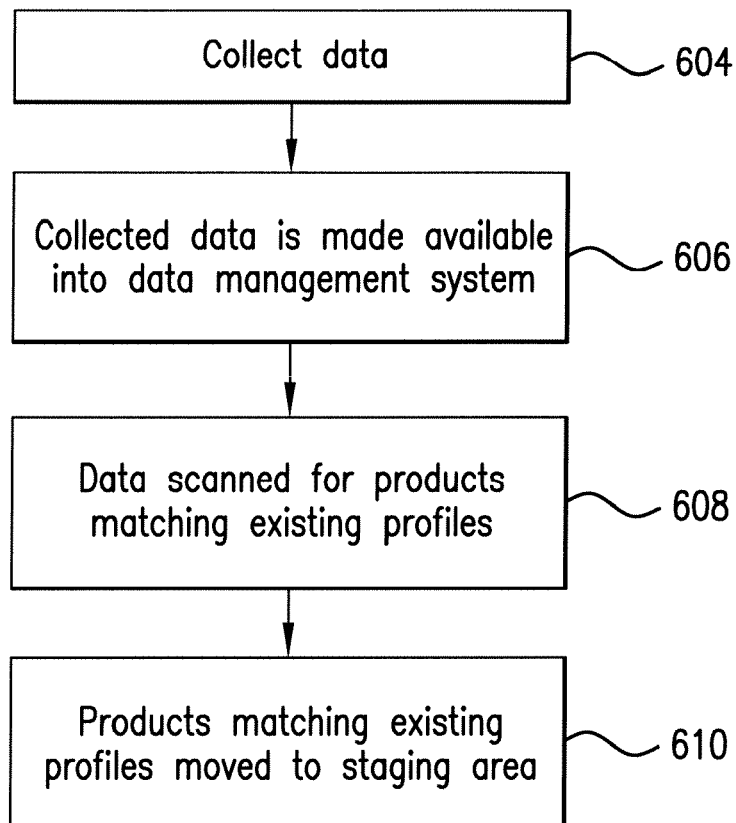 Collect data
604
Collected data is made available
into data management system
606
Data scanned for products
matching existing profiles
608
Products matching existing
profiles moved to staging area
610